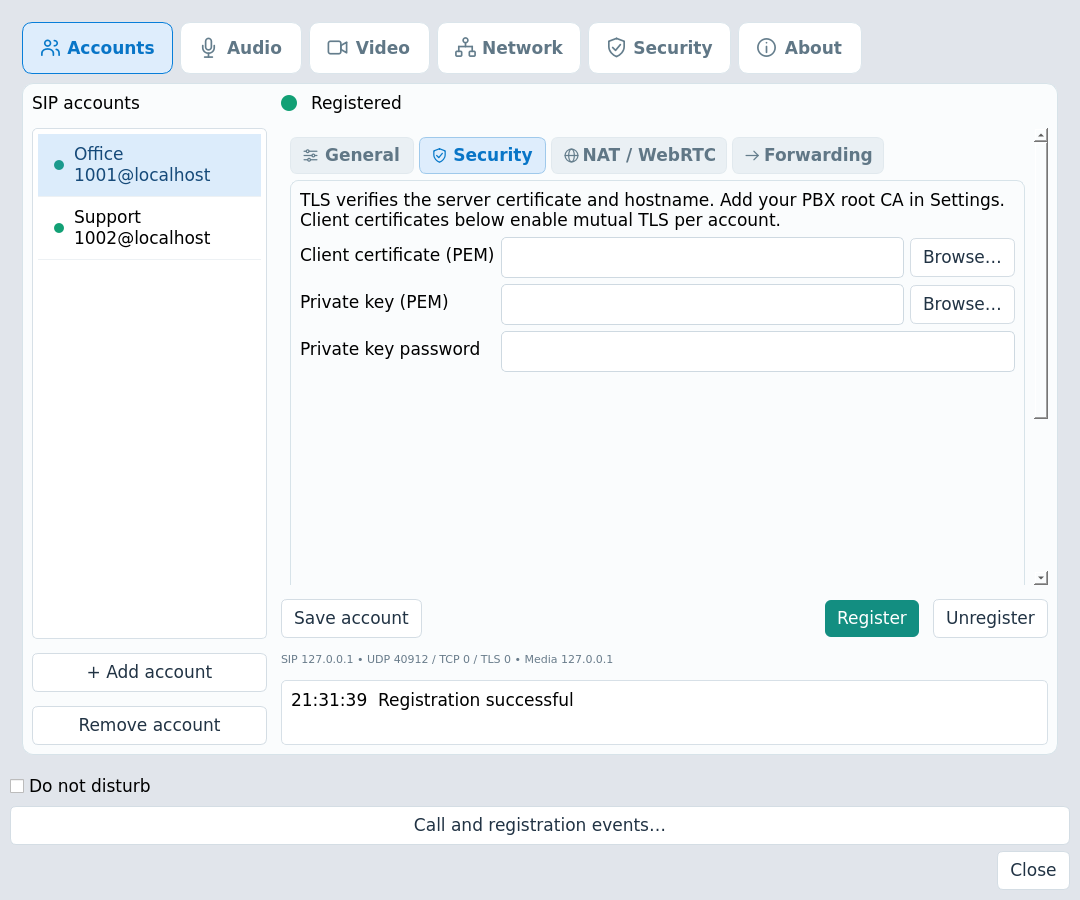 Accounts
Audio
Video
Network
Security
About
SIP accounts
Registered
Office
1001@localhost
Support
1002@localhost
General
Security
NAT / WebRTC
Forwarding
TLS verifies the server certificate and hostname. Add your PBX root CA in Settings.
Client certificates below enable mutual TLS per account.
Client certificate (PEM)
Browse...
Private key (PEM)
Browse...
Private key password
Save account
Register
Unregister
SIP 127.0.0.1 • UDP 40912 / TCP 0 / TLS 0 • Media 127.0.0.1
+ Add account
Remove account
21:31:39  Registration successful
Do not disturb
Call and registration events...
Close